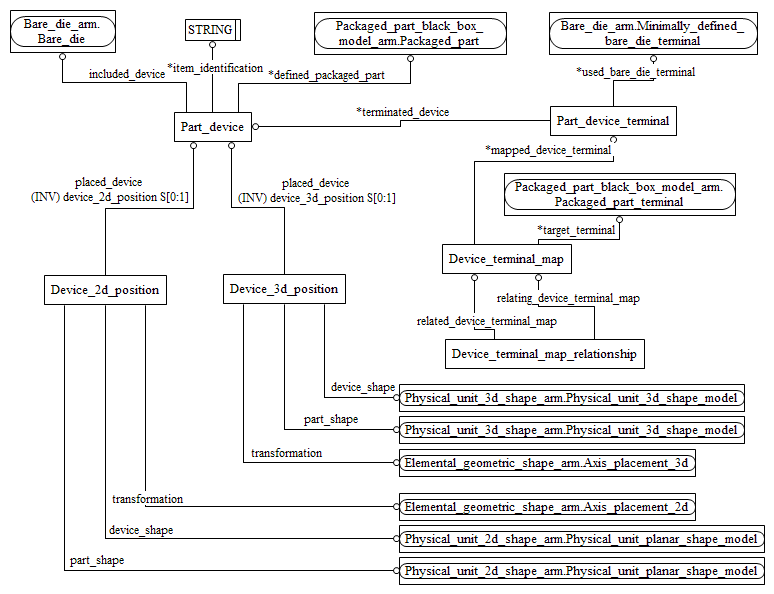 Bare_die_arm.
Bare_die
STRING
Packaged_part_black_box_
model_arm.Packaged_part
Bare_die_arm.Minimally_defined_
bare_die_terminal
included_device
*item_identification
*defined_packaged_part
*used_bare_die_terminal
Part_device
*terminated_device
Part_device_terminal
*mapped_device_terminal
placed_device
(INV) device_2d_position S[0:1]
placed_device
(INV) device_3d_position S[0:1]
Packaged_part_black_box_model_arm.
Packaged_part_terminal
*target_terminal
Device_terminal_map
Device_2d_position
Device_3d_position
relating_device_terminal_map
related_device_terminal_map
Device_terminal_map_relationship
device_shape
Physical_unit_3d_shape_arm.Physical_unit_3d_shape_model
part_shape
Physical_unit_3d_shape_arm.Physical_unit_3d_shape_model
transformation
Elemental_geometric_shape_arm.Axis_placement_3d
transformation
Elemental_geometric_shape_arm.Axis_placement_2d
device_shape
Physical_unit_2d_shape_arm.Physical_unit_planar_shape_model
part_shape
Physical_unit_2d_shape_arm.Physical_unit_planar_shape_model